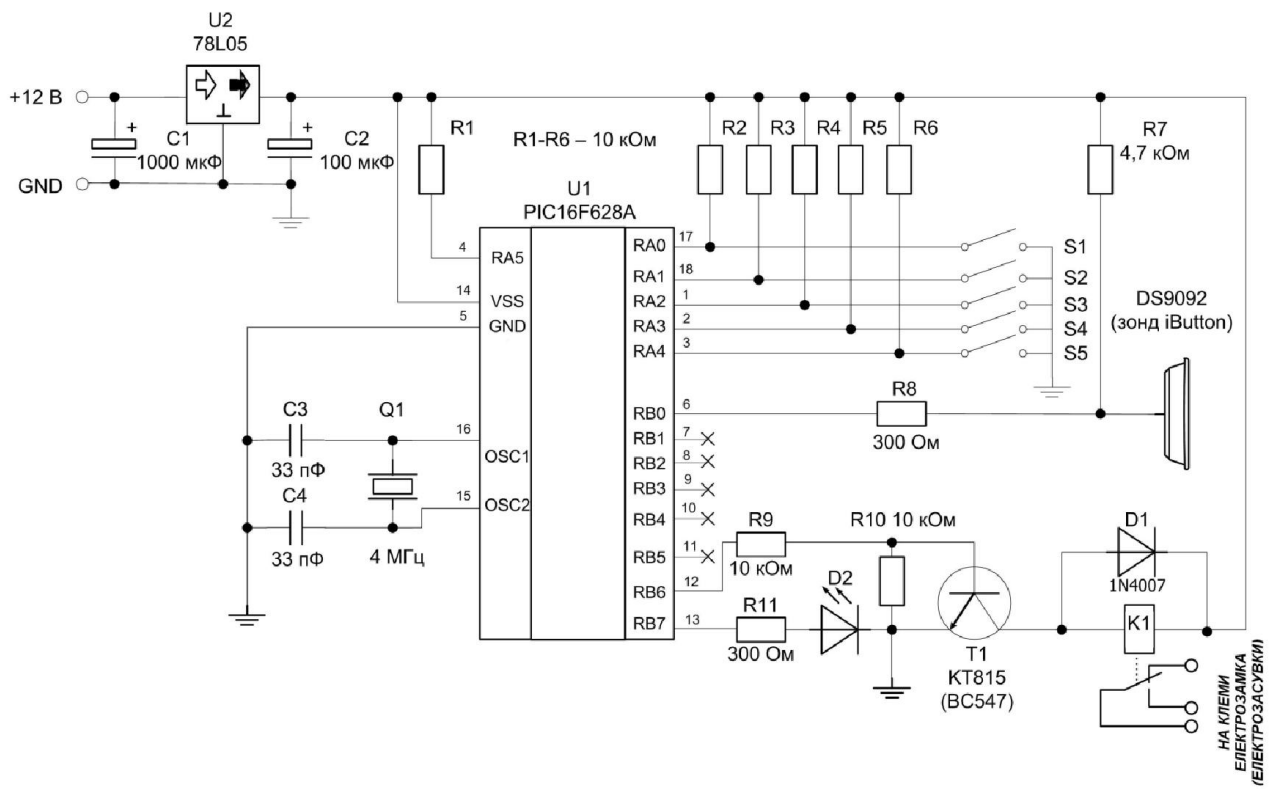 U2
78L05
+12 В
C1
1000 мкФ
+
C2
100 мкФ
+
GND
R1
R1-R6 – 10 кОм
R2
R3
R4
R5
R6
R7
4,7 кОм
U1
PIC16F628A
4
RA5
14
VSS
5
GND
16
OSC1
15
OSC2
RA0
17
RA1
18
RA2
1
RA3
2
RA4
3
RB0
6
RB1
7
RB2
8
RB3
9
RB4
10
RB5
11
RB6
12
RB7
13
S1
S2
S3
S4
S5
DS9092
(зонд iButton)
R8
300 Ом
C3
33 пФ
C4
33 пФ
Q1
4 МГц
R9
10 кОм
R10 10 кОм
R11
300 Ом
D2
T1
КТ815
(BC547)
D1
1N4007
K1
НА КЛЕМИ
ЕЛЕКТРОЗАМКА
(ЕЛЕКТРОЗАСУВКИ)